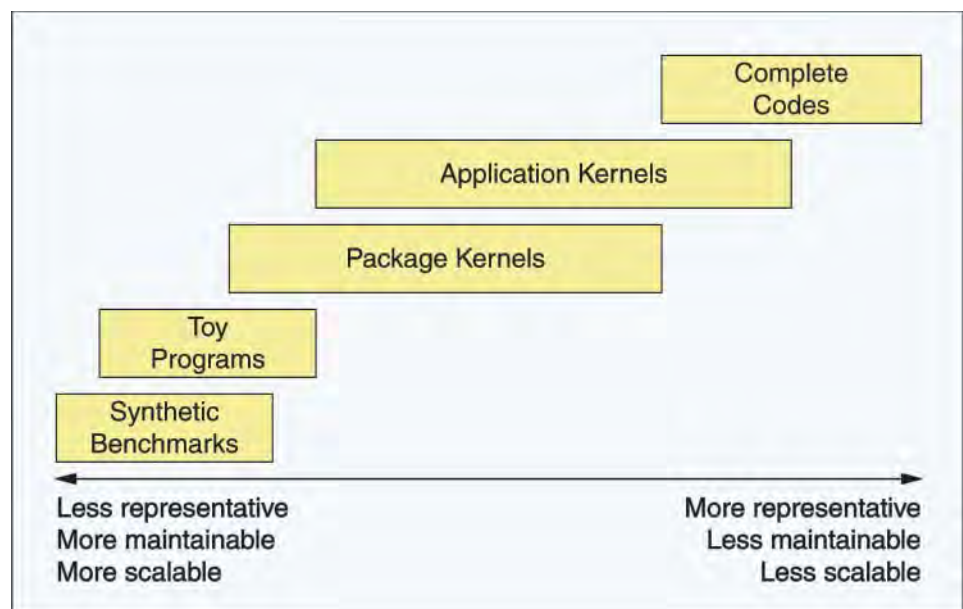 Complete
Codes
Application Kernels
Package Kernels
Toy
Programs
Synthetic
Benchmarks
Less representative
More maintainable
More scalable
More representative
Less maintainable
Less scalable